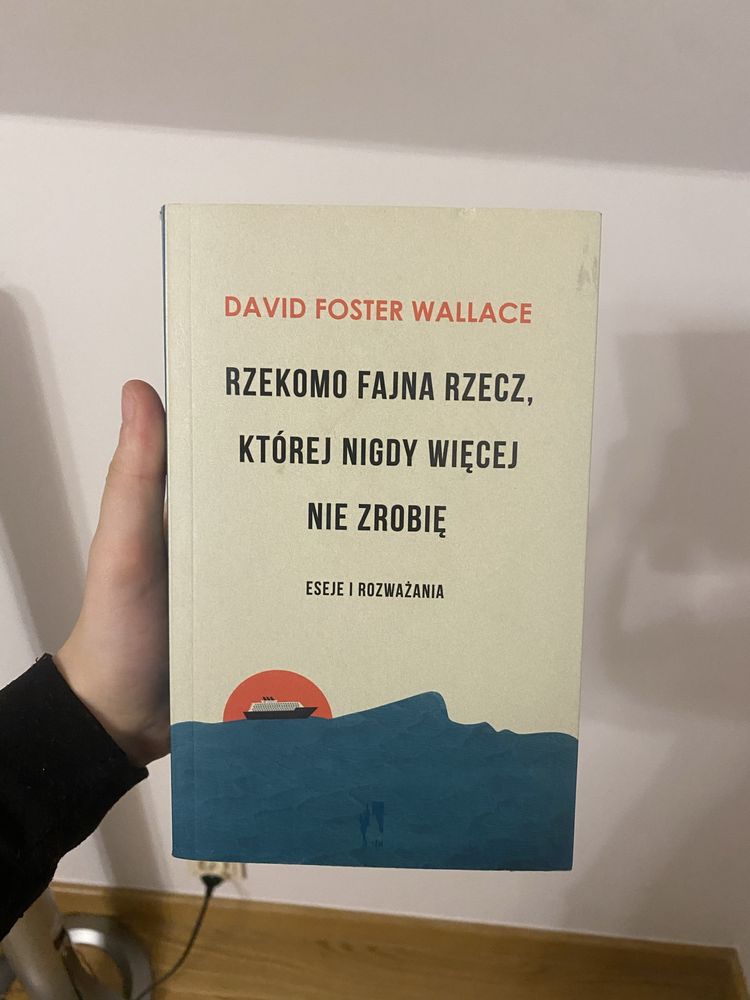 DAVID FOSTER WALLACE
RZEKOMO FAJNA RZECZ,
KTÓREJ NIGDY WIĘCEJ
NIE ZROBIĘ
ESEJE I ROZWAŻANIA